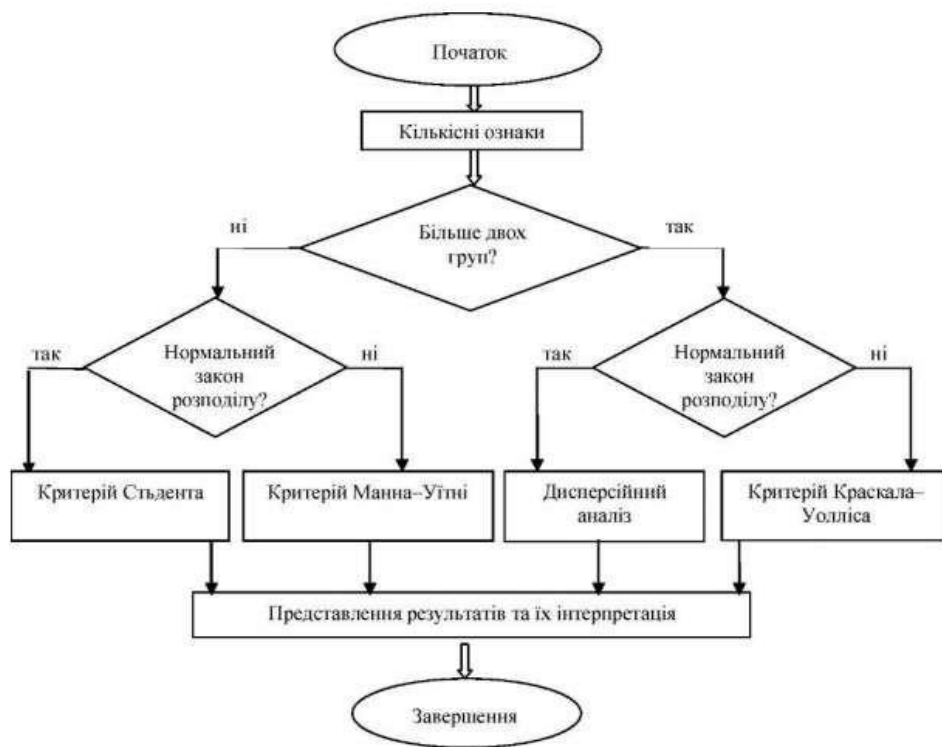 Початок
Кількісні ознаки
Більше двох
груп?
ні
так
Нормальний
закон
розподілу?
так
ні
Нормальний
закон
розподілу?
так
ні
Критерій Стьдента
Критерій Манна–Уїтні
Дисперсійний
аналіз
Критерій Краскала–
Уолліса
Представлення результатів та їх інтерпретація
Завершення